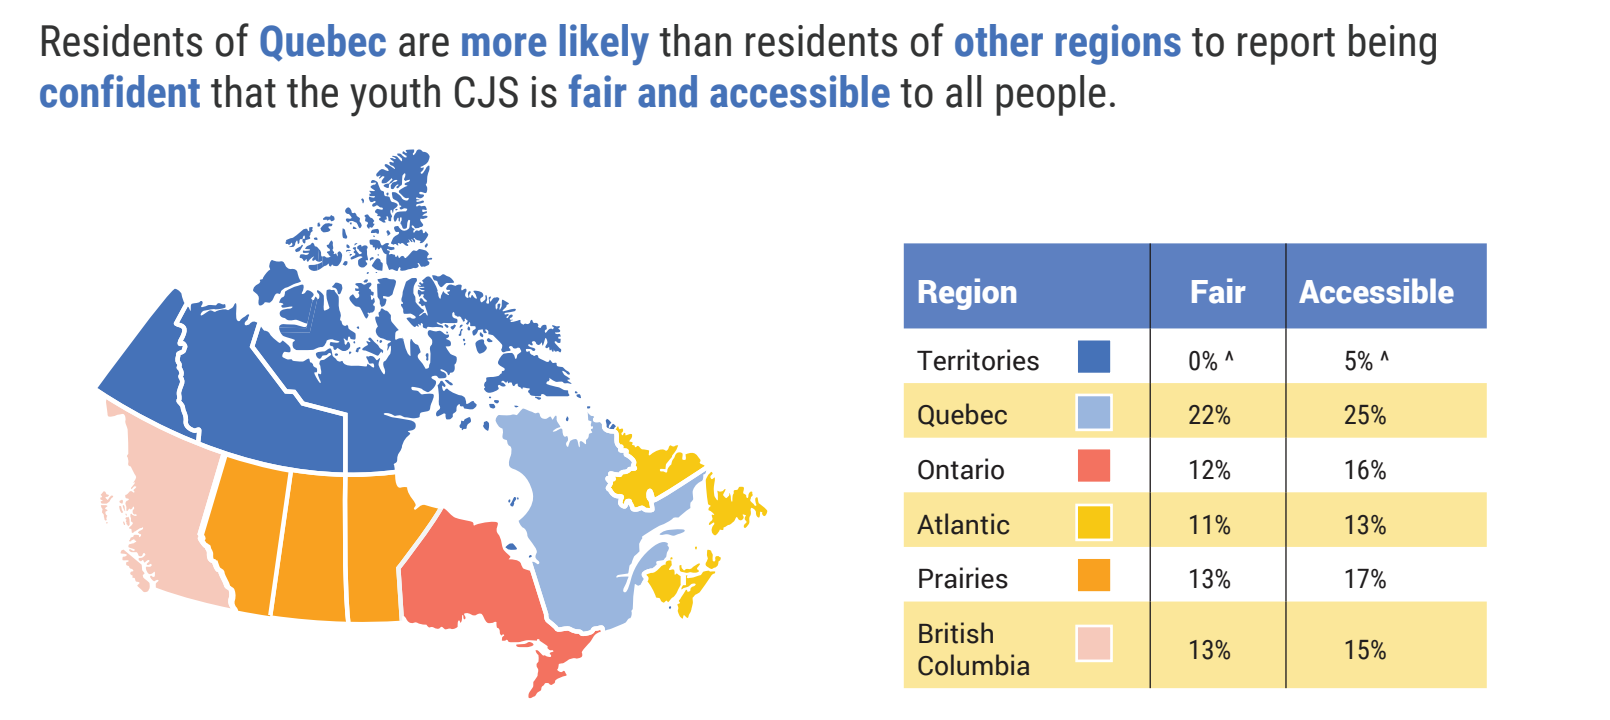 Residents of Quebec are more likely than residents of other regions to report being
confident that the youth CJS is fair and accessible to all people.
Region Fair Accessible
Territories 0% ^ 5% ^
Quebec 22% 25%
Ontario 12% 16%
Atlantic 11% 13%
Prairies 13% 17%
British
Columbia 13% 15%